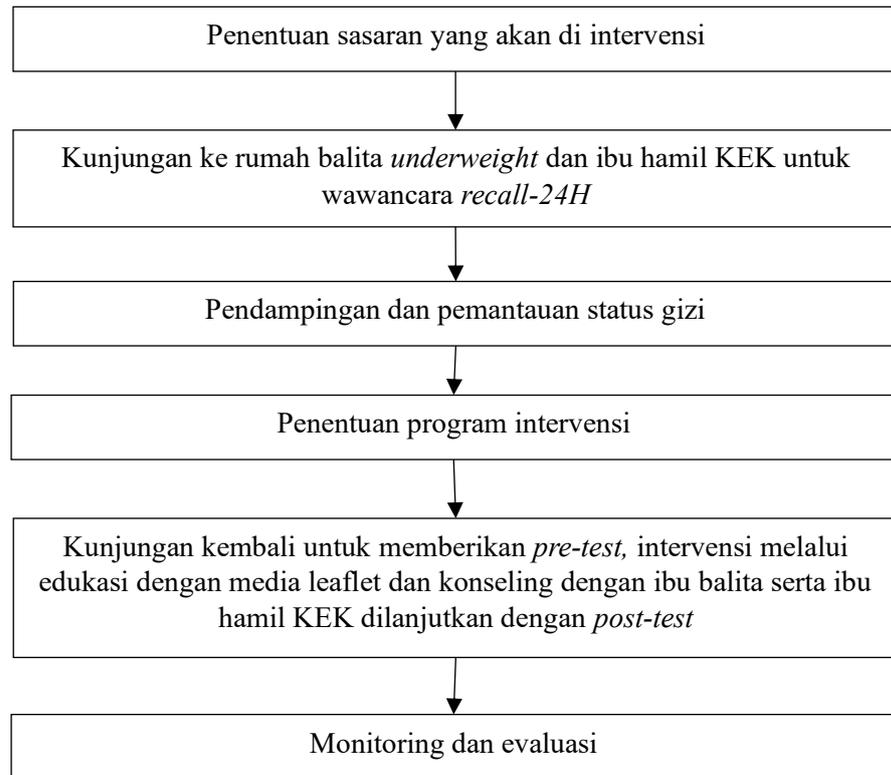 Penentuan sasaran yang akan di intervensi
Kunjungan ke rumah balita underweight dan ibu hamil KEK untuk
wawancara recall-24H
Pendampingan dan pemantauan status gizi
Penentuan program intervensi
Kunjungan kembali untuk memberikan pre-test, intervensi melalui
edukasi dengan media leaflet dan konseling dengan ibu balita serta ibu
hamil KEK dilanjutkan dengan post-test
Monitoring dan evaluasi